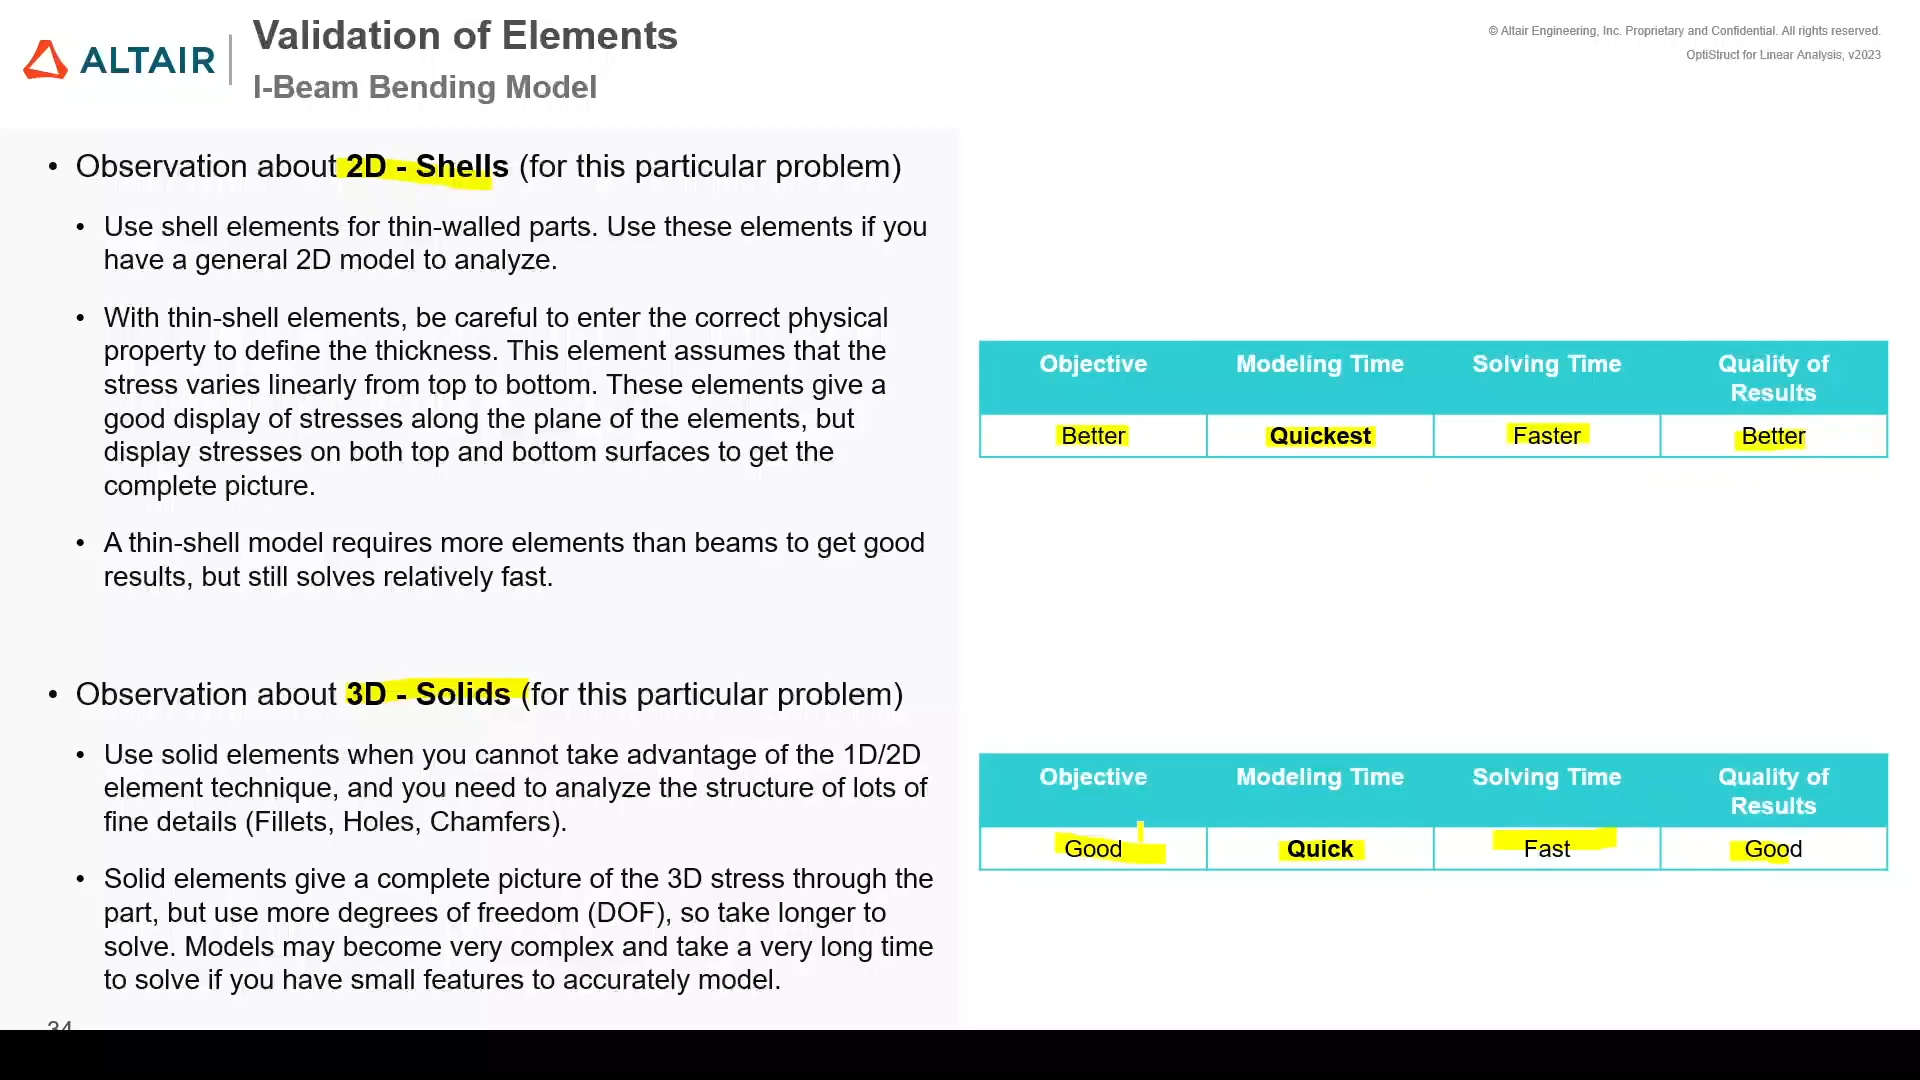 ALTAIR
Validation of Elements
I-Beam Bending Model
© Altair Engineering, Inc. Proprietary and Confidential. All rights reserved.
OptiStruct for Linear Analysis, v2023
• Observation about 2D - Shells (for this particular problem)
• Use shell elements for thin-walled parts. Use these elements if you
have a general 2D model to analyze.
• With thin-shell elements, be careful to enter the correct physical
property to define the thickness. This element assumes that the
stress varies linearly from top to bottom. These elements give a
good display of stresses along the plane of the elements, but
display stresses on both top and bottom surfaces to get the
complete picture.
• A thin-shell model requires more elements than beams to get good
results, but still solves relatively fast.
Objective Modeling Time Solving Time Quality of
Results
Better Quickest Faster Better
• Observation about 3D - Solids (for this particular problem)
• Use solid elements when you cannot take advantage of the 1D/2D
element technique, and you need to analyze the structure of lots of
fine details (Fillets, Holes, Chamfers).
• Solid elements give a complete picture of the 3D stress through the
part, but use more degrees of freedom (DOF), so take longer to
solve. Models may become very complex and take a very long time
to solve if you have small features to accurately model.
Objective Modeling Time Solving Time Quality of
Results
Good Quick Fast Good
34